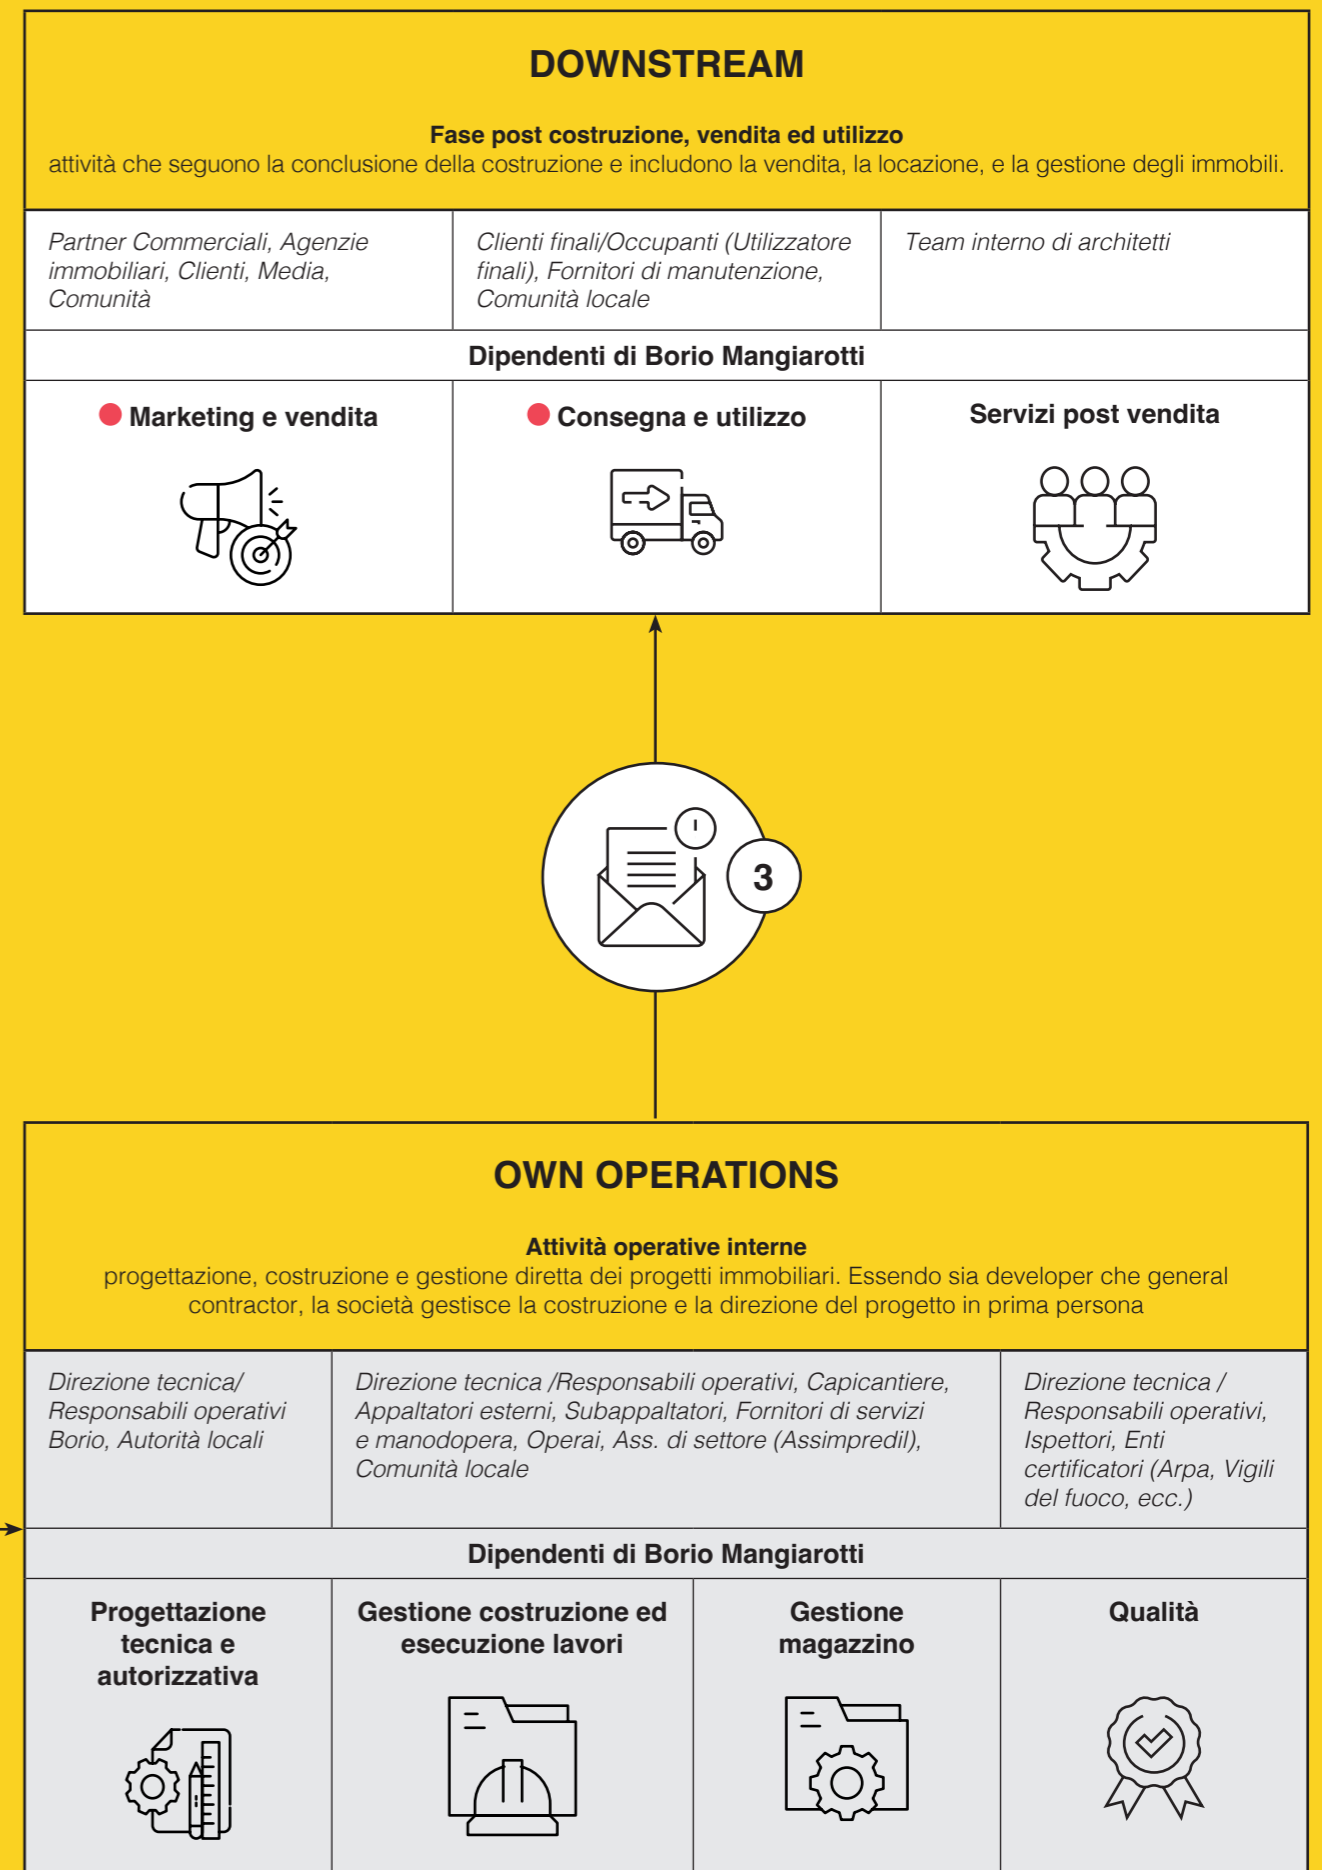 DOWNSTREAM
Fase post costruzione, vendita ed utilizzo
attività che seguono la conclusione della costruzione e includono la vendita, la locazione, e la gestione degli immobili.
Partner Commerciali, Agenzie
immobiliari, Clienti, Media,
Comunità
Clienti finali/Occupanti (Utilizzatore
finali), Fornitori di manutenzione,
Comunità locale
Team interno di architetti
Dipendenti di Borio Mangiarotti
Marketing e vendita
Consegna e utilizzo
Servizi post vendita
3
OWN OPERATIONS
Attività operative interne
progettazione, costruzione e gestione diretta dei progetti immobiliari. Essendo sia developer che general
contractor, la società gestisce la costruzione e la direzione del progetto in prima persona
Direzione tecnica/
Responsabili operativi
Borio, Autorità locali
Direzione tecnica /Responsabili operativi, Capicantiere,
Appaltatori esterni, Subappaltatori, Fornitori di servizi
e manodopera, Operai, Ass. di settore (Assimpredil),
Comunità locale
Direzione tecnica /
Responsabili operativi,
Ispettori, Enti
certificatori (Arpa, Vigili
del fuoco, ecc.)
Dipendenti di Borio Mangiarotti
Progettazione
tecnica e
autorizzativa
Gestione costruzione ed
esecuzione lavori
Gestione
magazzino
Qualità